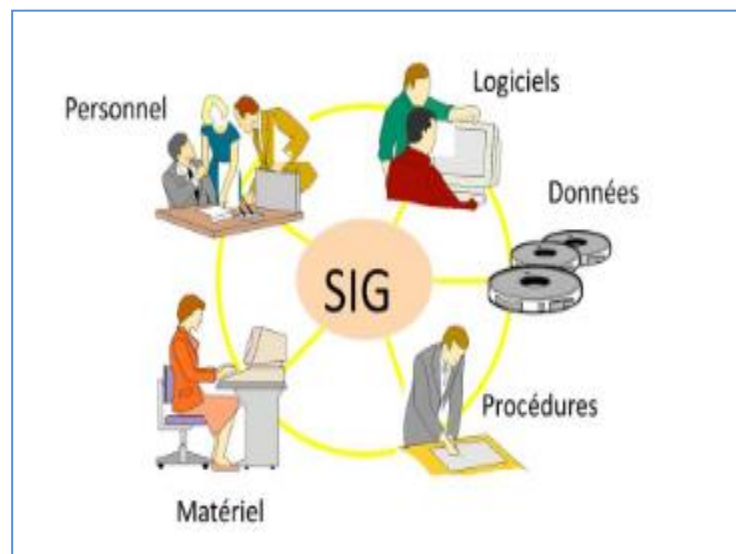 Logiciels
Personnel
Données
SIG
Procédures
Matériel